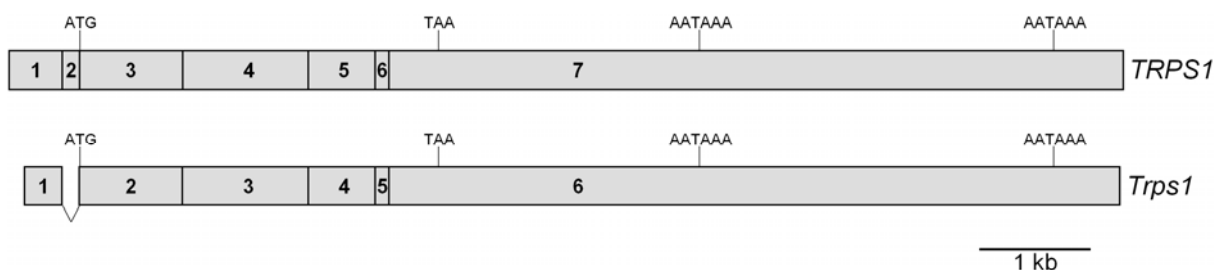 ATG TAA AATAAA AATAAA
1 2 3 4 5 6 7 TRPS1
ATG TAA AATAAA AATAAA
1 2 3 4 5 6 Trps1
1 kb